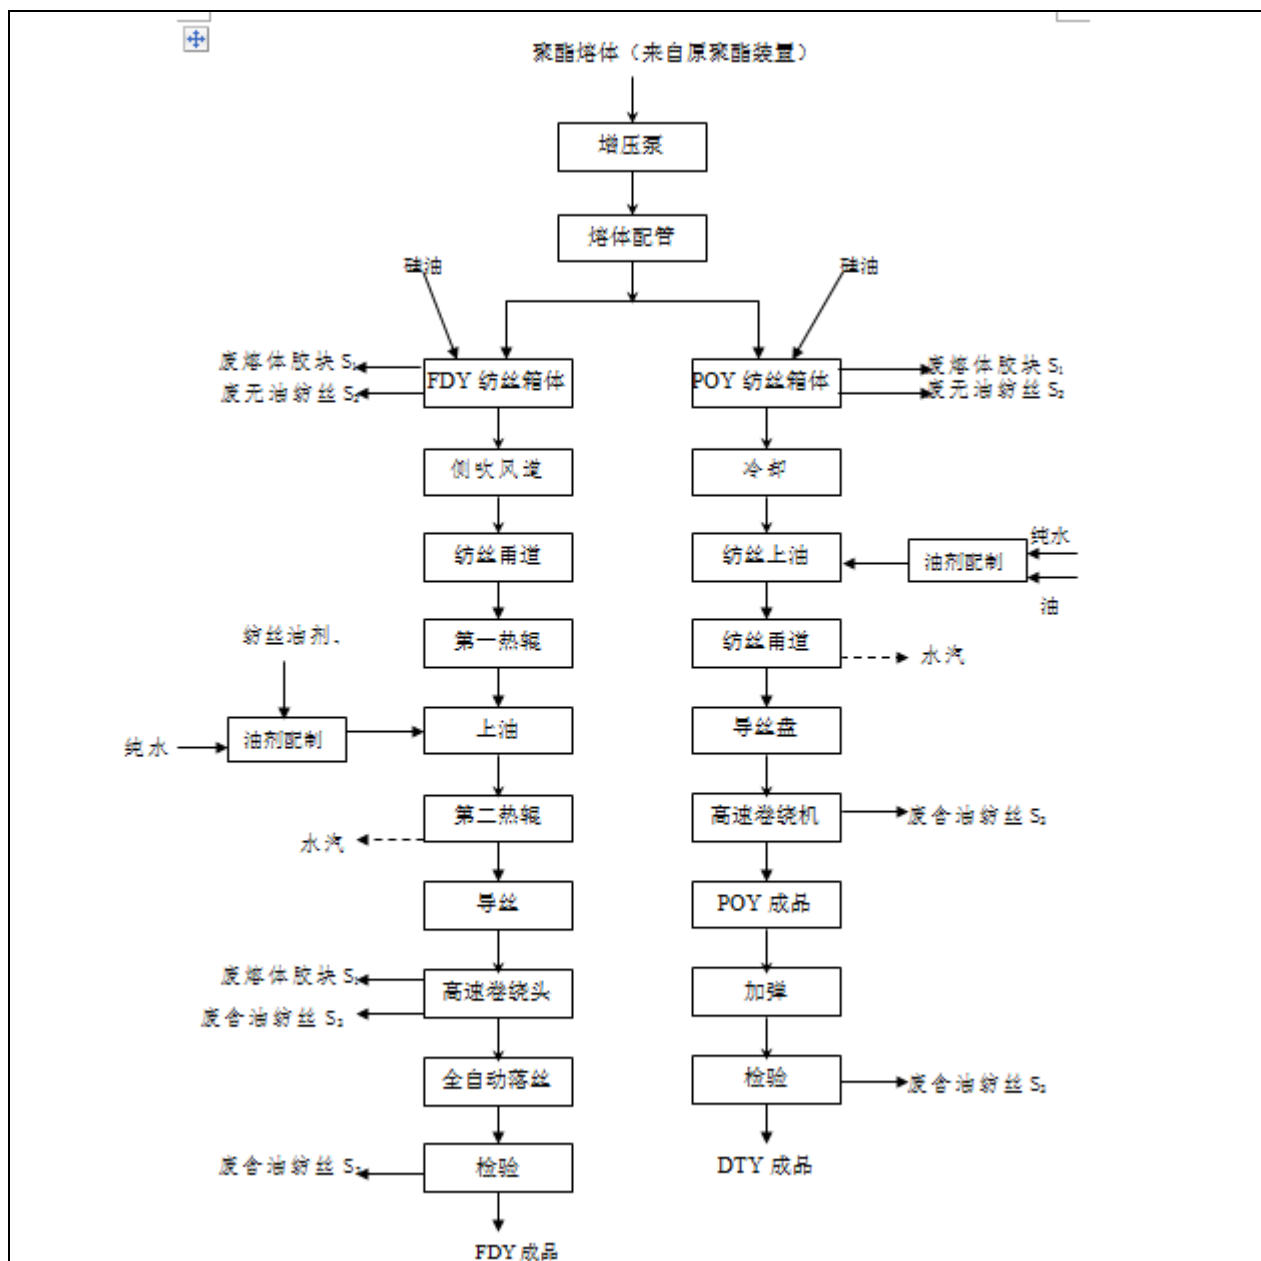 聚酯熔体（来自原聚酯装置）
增压泵
熔体配管
硅油
硅油
废熔体胶块 S₁
废无油纺丝 S₂
FDY 纺丝箱体
POY 纺丝箱体
废熔体胶块 S₁
废无油纺丝 S₂
侧吹风道
冷却
纺丝甬道
纺丝上油
油剂配制
纯水
油
纺丝油剂、
第一热辊
纺丝甬道
水汽
纯水
油剂配制
上油
导丝盘
第二热辊
水汽
高速卷绕机
废含油纺丝 S₂
导丝
POY 成品
废熔体胶块 S₁
废含油纺丝 S₂
高速卷绕头
加弹
全自动落丝
检验
废含油纺丝 S₂
废含油纺丝 S₂
检验
DTY 成品
FDY 成品